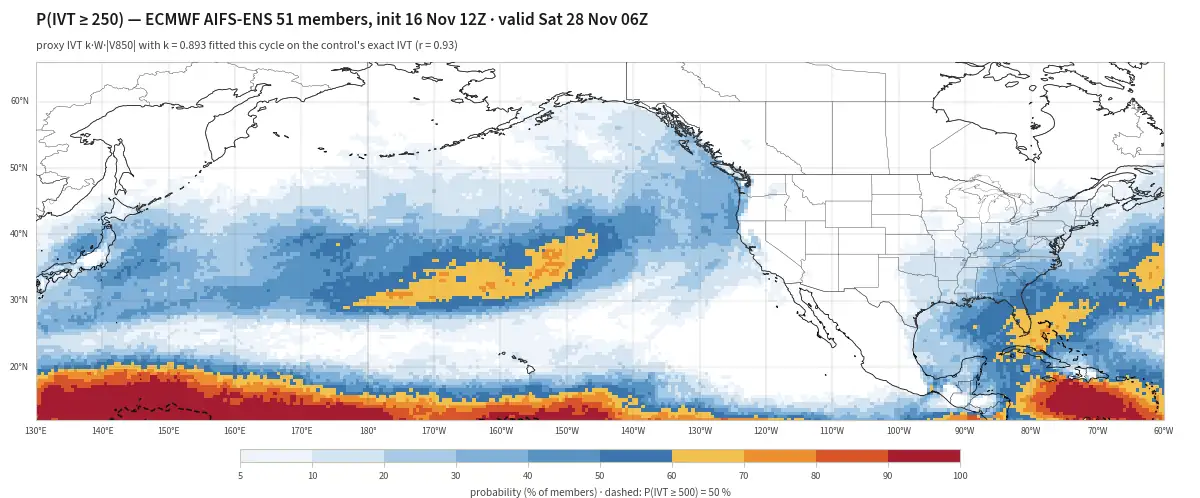 P(IVT ≥ 250) — ECMWF AIFS-ENS 51 members, init 16 Nov 12Z · valid Sat 28 Nov 06Z
proxy IVT k·W·|V850| with k = 0.893 fitted this cycle on the control's exact IVT (r = 0.93)
60°N
50°N
40°N
30°N
20°N
130°E 140°E 150°E 160°E 170°E 180° 170°W 160°W 150°W 140°W 130°W 120°W 110°W 100°W 90°W 80°W 70°W 60°W
5 10 20 30 40 50 60 70 80 90 100
probability (% of members) · dashed: P(IVT ≥ 500) = 50 %